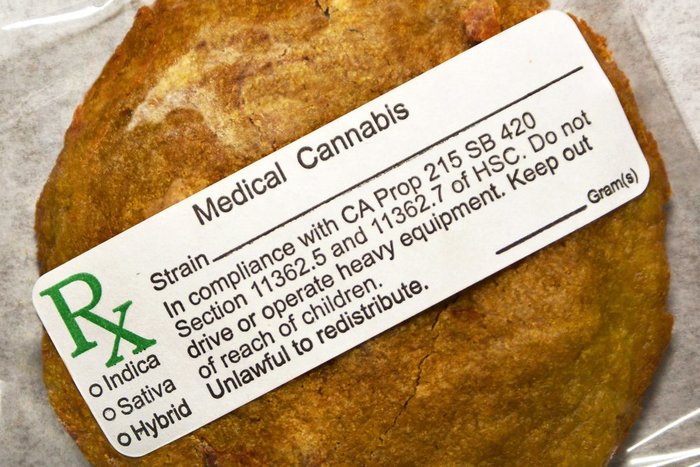 Medical Cannabis
Strain
In compliance with CA Prop 215 SB 420
Section 11362.5 and 11362.7 of HSC. Do not
drive or operate heavy equipment. Keep out
of reach of children.
Unlawful to redistribute.
Gram(s)
Rx
Indica
Sativa
Hybrid